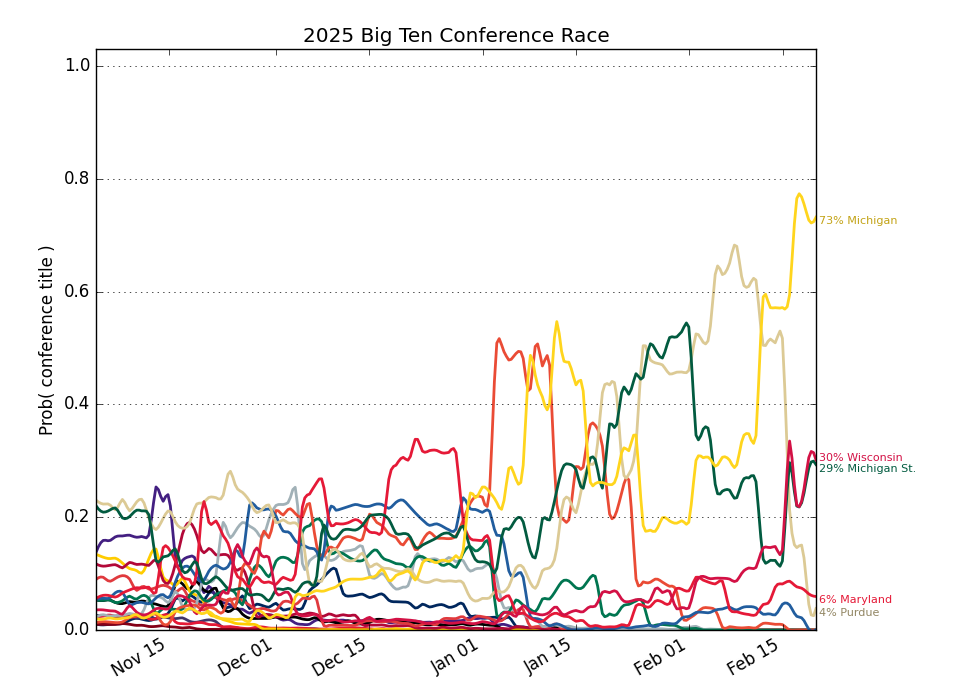 2025 Big Ten Conference Race
Prob( conference title )
1.0
0.8
0.6
0.4
0.2
0.0
73% Michigan
30% Wisconsin
29% Michigan St.
6% Maryland
4% Purdue
Nov 15
Dec 01
Dec 15
Jan 01
Jan 15
Feb 01
Feb 15